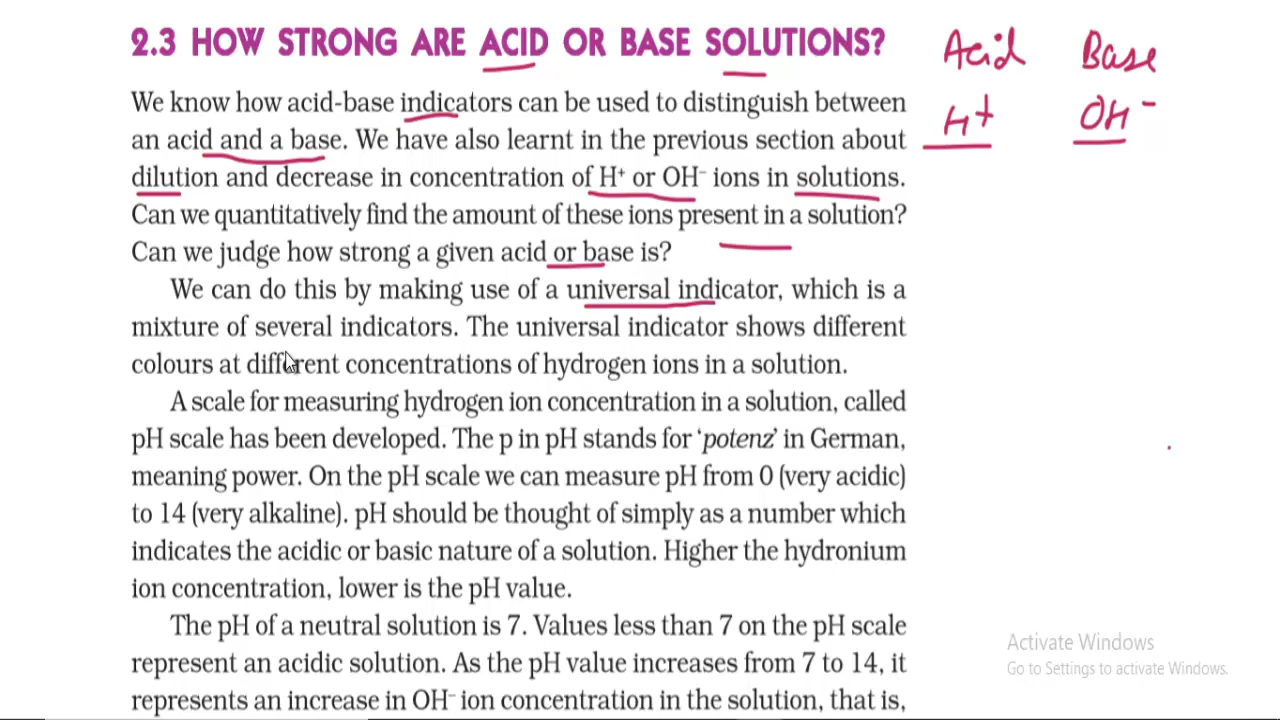 2.3 HOW STRONG ARE ACID OR BASE SOLUTIONS?
Acid Base
H+ OH-
We know how acid-base indicators can be used to distinguish between
an acid and a base. We have also learnt in the previous section about
dilution and decrease in concentration of H⁺ or OH⁻ ions in solutions.
Can we quantitatively find the amount of these ions present in a solution?
Can we judge how strong a given acid or base is?
We can do this by making use of a universal indicator, which is a
mixture of several indicators. The universal indicator shows different
colours at different concentrations of hydrogen ions in a solution.
A scale for measuring hydrogen ion concentration in a solution, called
pH scale has been developed. The p in pH stands for ‘potenz’ in German,
meaning power. On the pH scale we can measure pH from 0 (very acidic)
to 14 (very alkaline). pH should be thought of simply as a number which
indicates the acidic or basic nature of a solution. Higher the hydronium
ion concentration, lower is the pH value.
The pH of a neutral solution is 7. Values less than 7 on the pH scale
represent an acidic solution. As the pH value increases from 7 to 14, it
represents an increase in OH⁻ ion concentration in the solution, that is,
Activate Windows
Go to Settings to activate Windows.